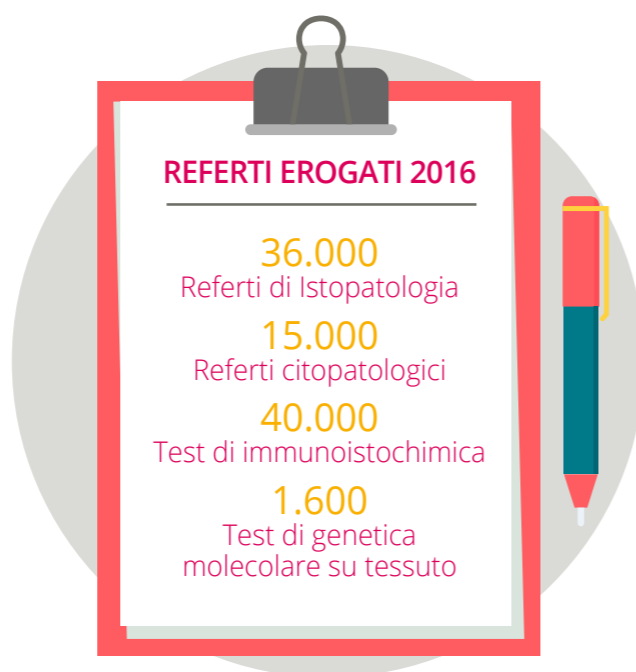 REFERTI EROGATI 2016
36.000
Referti di Istopatologia
15.000
Referti citopatologici
40.000
Test di immunoistochimica
1.600
Test di genetica
molecolare su tessuto